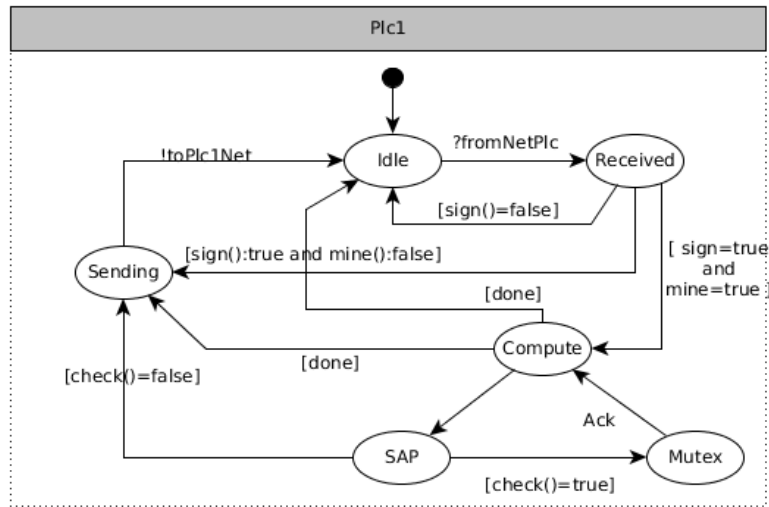 Plc1
!toPlc1Net
Idle
?fromNetPlc
Received
[sign()=false]
[sign():true and mine():false]
[ sign=true
and
mine=true ]
Sending
[done]
Compute
[done]
[check()=false]
Ack
SAP
Mutex
[check()=true]